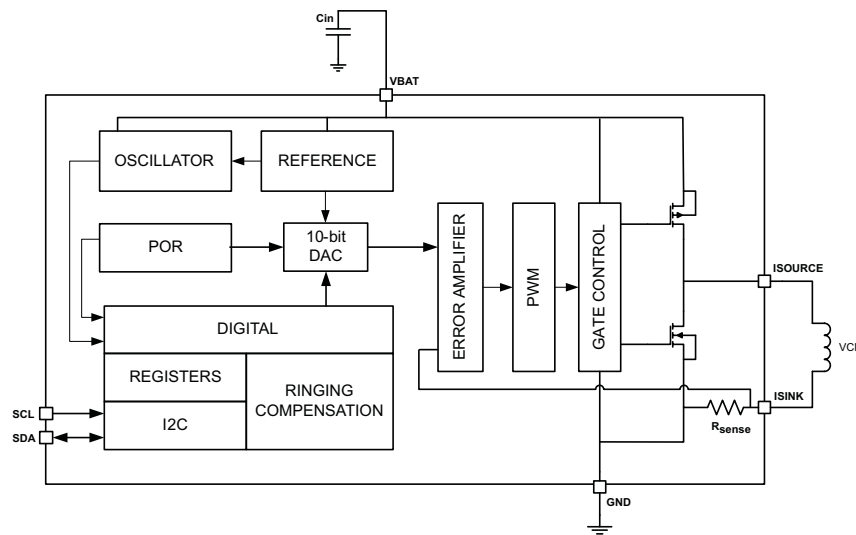 Cin
VBAT
OSCILLATOR
REFERENCE
POR
10-bit
DAC
ERROR AMPLIFIER
PWM
GATE CONTROL
ISOURCE
DIGITAL
REGISTERS
RINGING
COMPENSATION
I2C
SCL
SDA
ISINK
Rsense
GND